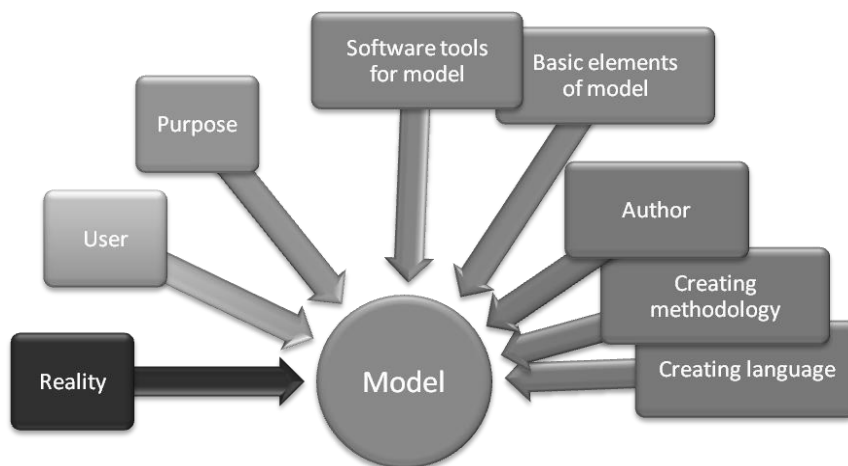 Software tools
for model
Basic elements
of model
Purpose
Author
User
Creating
methodology
Reality
Model
Creating language